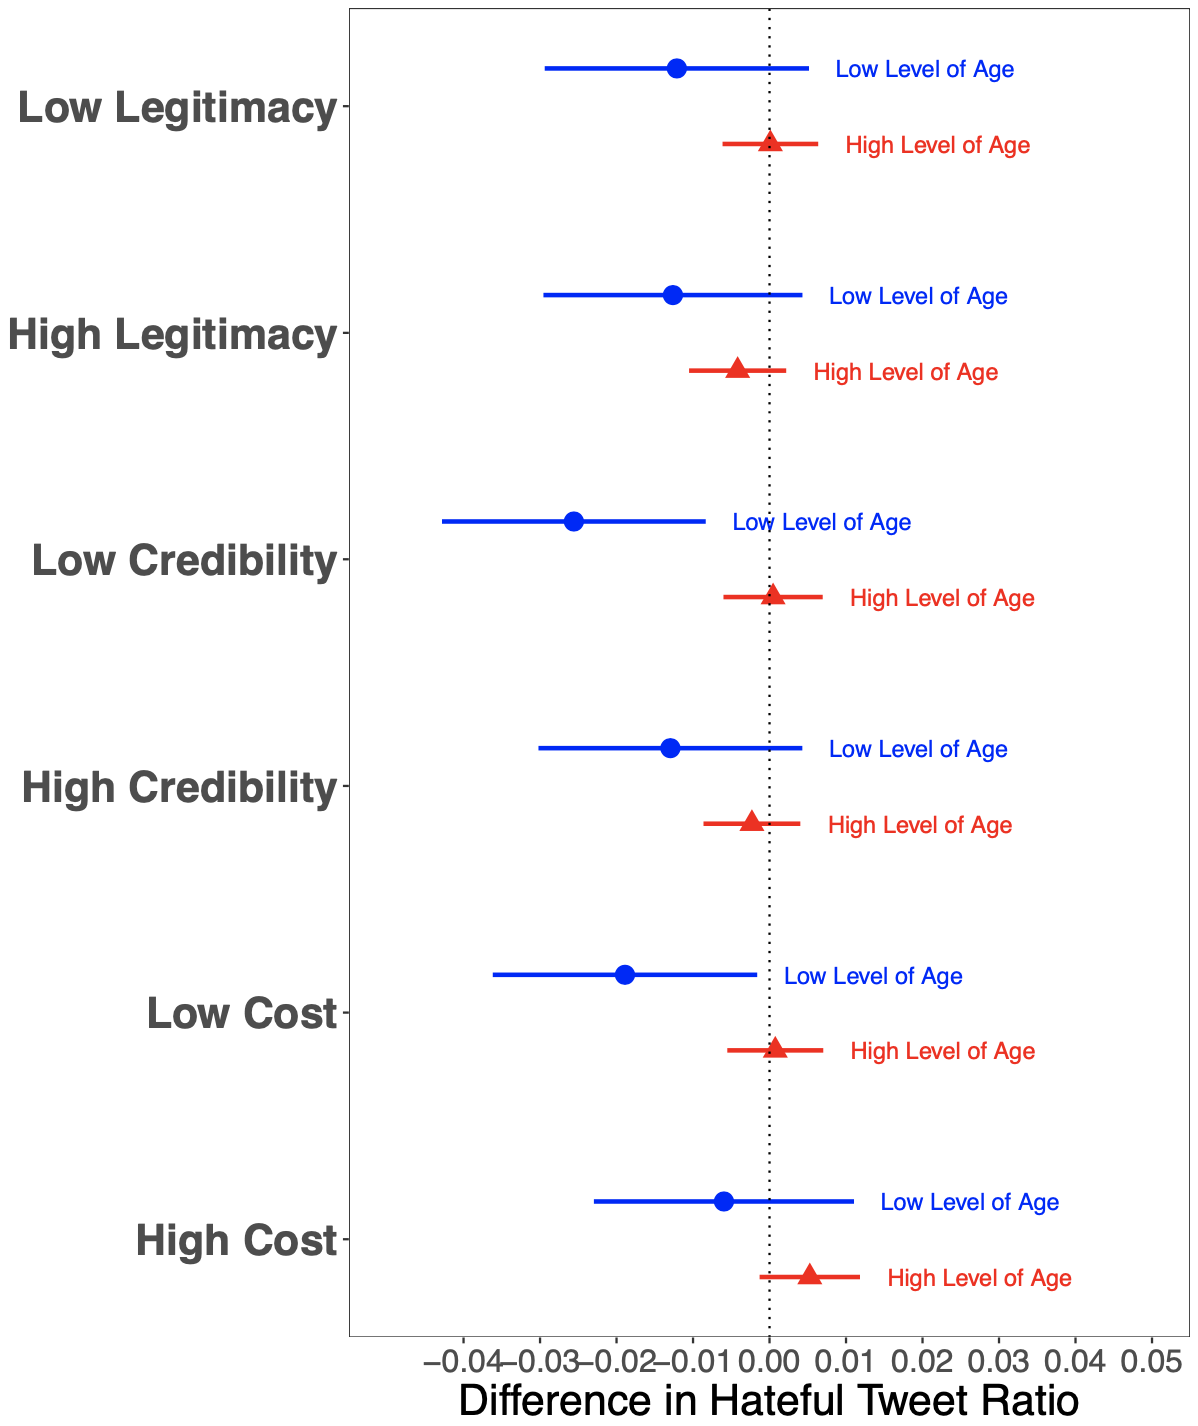 Low Level of Age
Low Legitimacy
High Level of Age
Low Level of Age
High Legitimacy
High Level of Age
Low Level of Age
Low Credibility
High Level of Age
Low Level of Age
High Credibility
High Level of Age
Low Level of Age
Low Cost
High Level of Age
Low Level of Age
High Cost
High Level of Age
−0.04 −0.03 −0.02 −0.01 0.00 0.01 0.02 0.03 0.04 0.05
Difference in Hateful Tweet Ratio